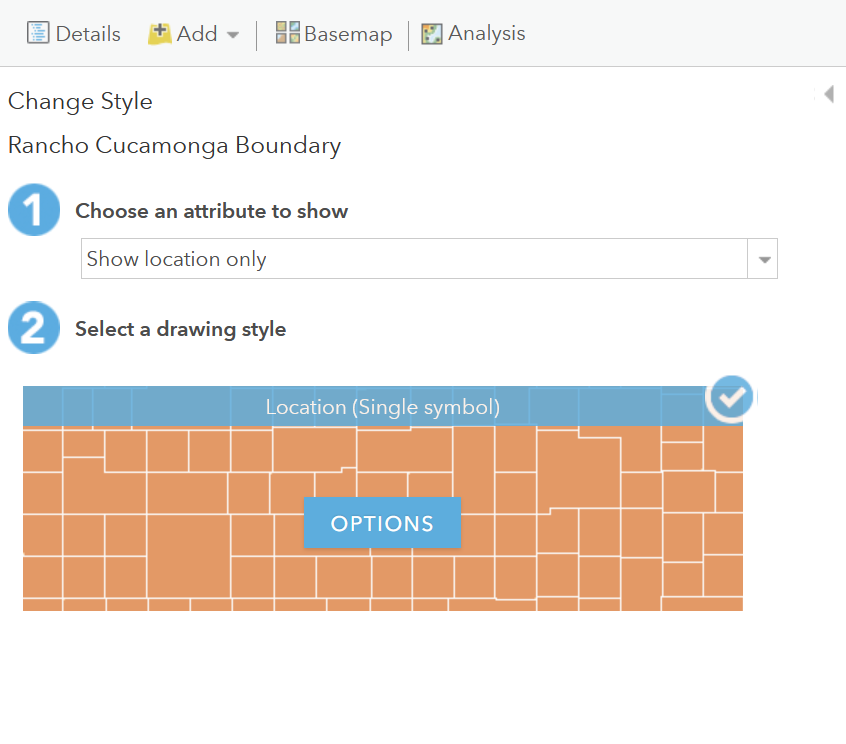 Details Add Basemap Analysis
Change Style
Rancho Cucamonga Boundary
1 Choose an attribute to show
Show location only
2 Select a drawing style
Location (Single symbol)
OPTIONS